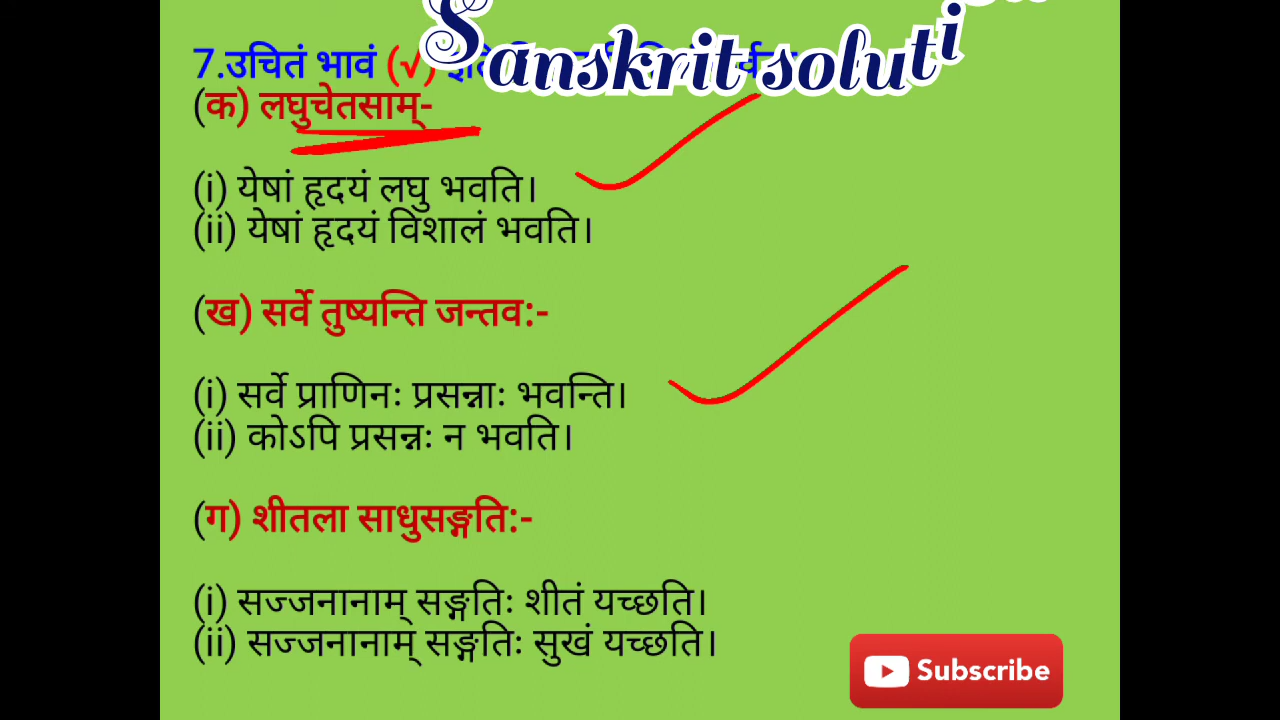 Sanskrit soluti
7.उचितं भावं (√)
(क) लघुचेतसाम्-
(i) येषां हृदयं लघु भवति।
(ii) येषां हृदयं विशालं भवति।
(ख) सर्वे तुष्यन्ति जन्तव:-
(i) सर्वे प्राणिनः प्रसन्नाः भवन्ति।
(ii) कोऽपि प्रसन्नः न भवति।
(ग) शीतला साधुसङ्गति:-
(i) सज्जनानाम् सङ्गतिः शीतं यच्छति।
(ii) सज्जनानाम् सङ्गतिः सुखं यच्छति।
Subscribe